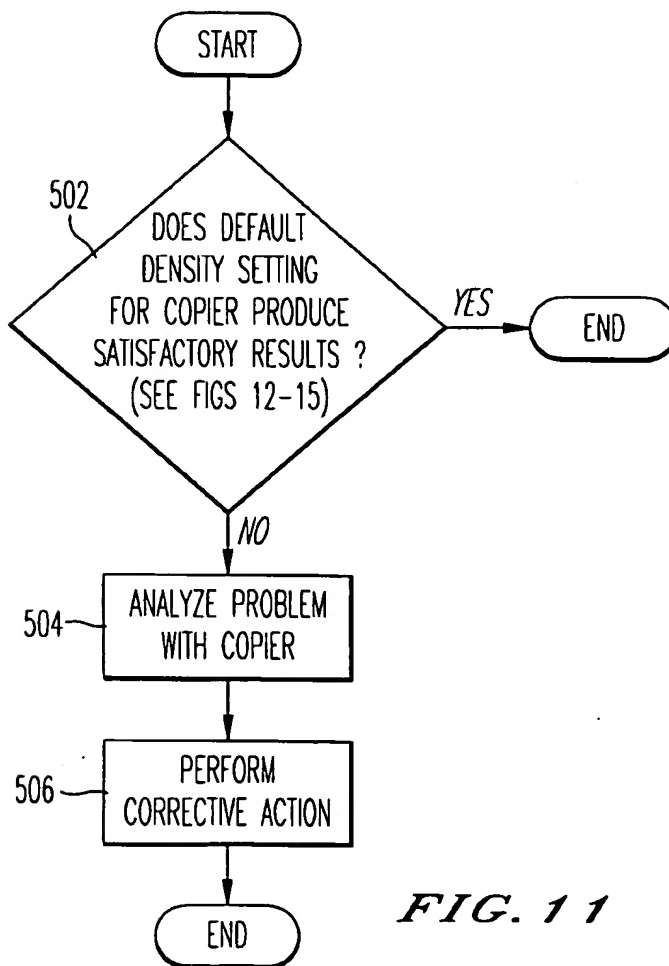 START
502
DOES DEFAULT
DENSITY SETTING
FOR COPIER PRODUCE
SATISFACTORY RESULTS ?
(SEE FIGS 12-15)
YES
END
NO
504
ANALYZE PROBLEM
WITH COPIER
506
PERFORM
CORRECTIVE ACTION
END
FIG. 11